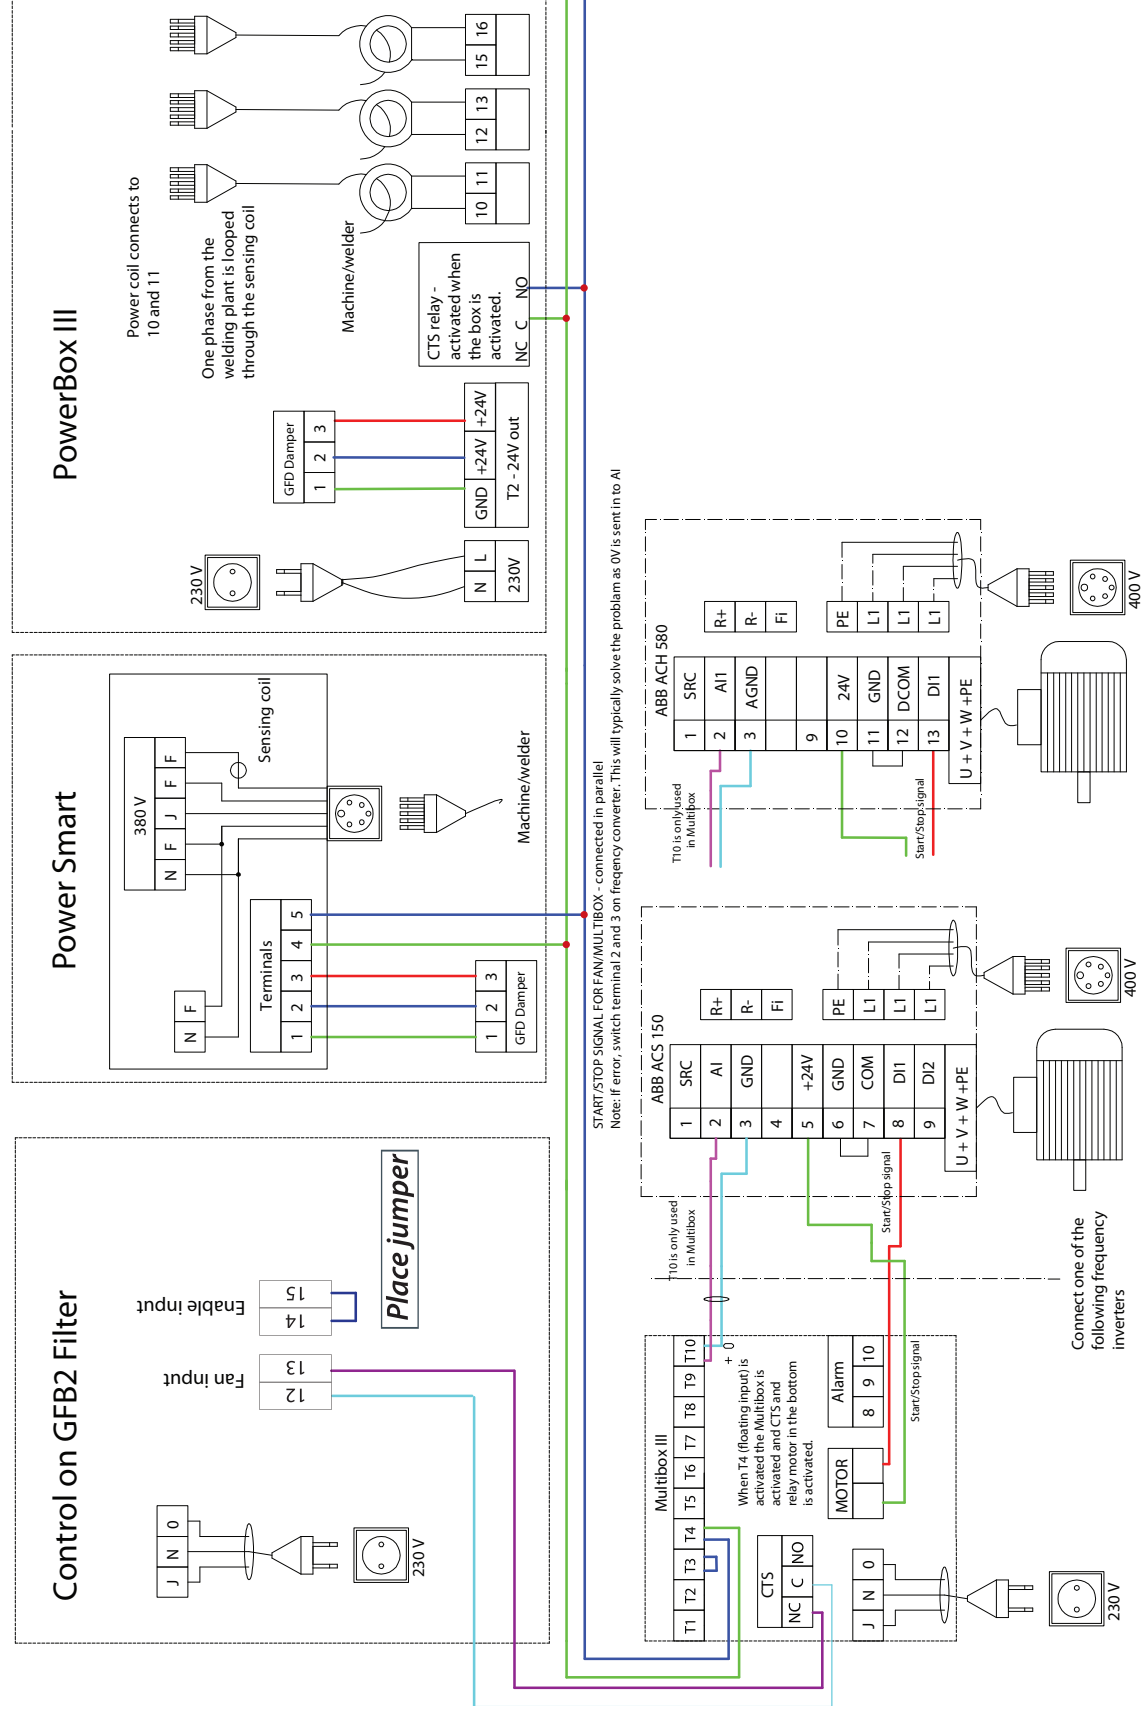 Control on GFB2 Filter
J
N
0
230 V
Fan input
12
13
Enable input
14
15
Place jumper
Power Smart
380 V
N
F
J
F
F
N
F
Sensing coil
Terminals
1
2
3
4
5
1
2
3
GFD Damper
Machine/welder
PowerBox III
230 V
N
L
230V
GFD Damper
1
2
3
GND
+24V
+24V
T2 - 24V out
Power coil connects to
10 and 11
One phase from the
welding plant is looped
through the sensing coil
Machine/welder
CTS relay -
activated when
the box is
activated.
NC
C
NO
10
11
12
13
15
16
START/STOP SIGNAL FOR FAN/MULTIBOX - connected in parallel
Note: If error, switch terminal 2 and 3 on freqency converter. This will typically solve the problam as 0V is sent in to AI
Multibox III
T1
T2
T3
T4
T5
T6
T7
T8
T9
T10
+
0
When T4 (floating input) is
activated the Multibox is
activated and CTS and
relay motor in the bottom
is activated.
CTS
NC
C
NO
MOTOR
Alarm
8
9
10
J
N
0
230 V
Start/Stop signal
T10 is only used
in Multibox
Start/Stop signal
Connect one of the
following frequency
inverters
ABB ACS 150
1
SRC
2
AI
3
GND
4
5
+24V
6
GND
7
COM
8
DI1
9
DI2
U + V + W +PE
R+
R-
Fi
PE
L1
L1
L1
400 V
T10 is only used
in Multibox
Start/Stop signal
ABB ACH 580
1
SRC
2
AI1
3
AGND
9
10
24V
11
GND
12
DCOM
13
DI1
U + V + W +PE
R+
R-
Fi
PE
L1
L1
L1
400 V